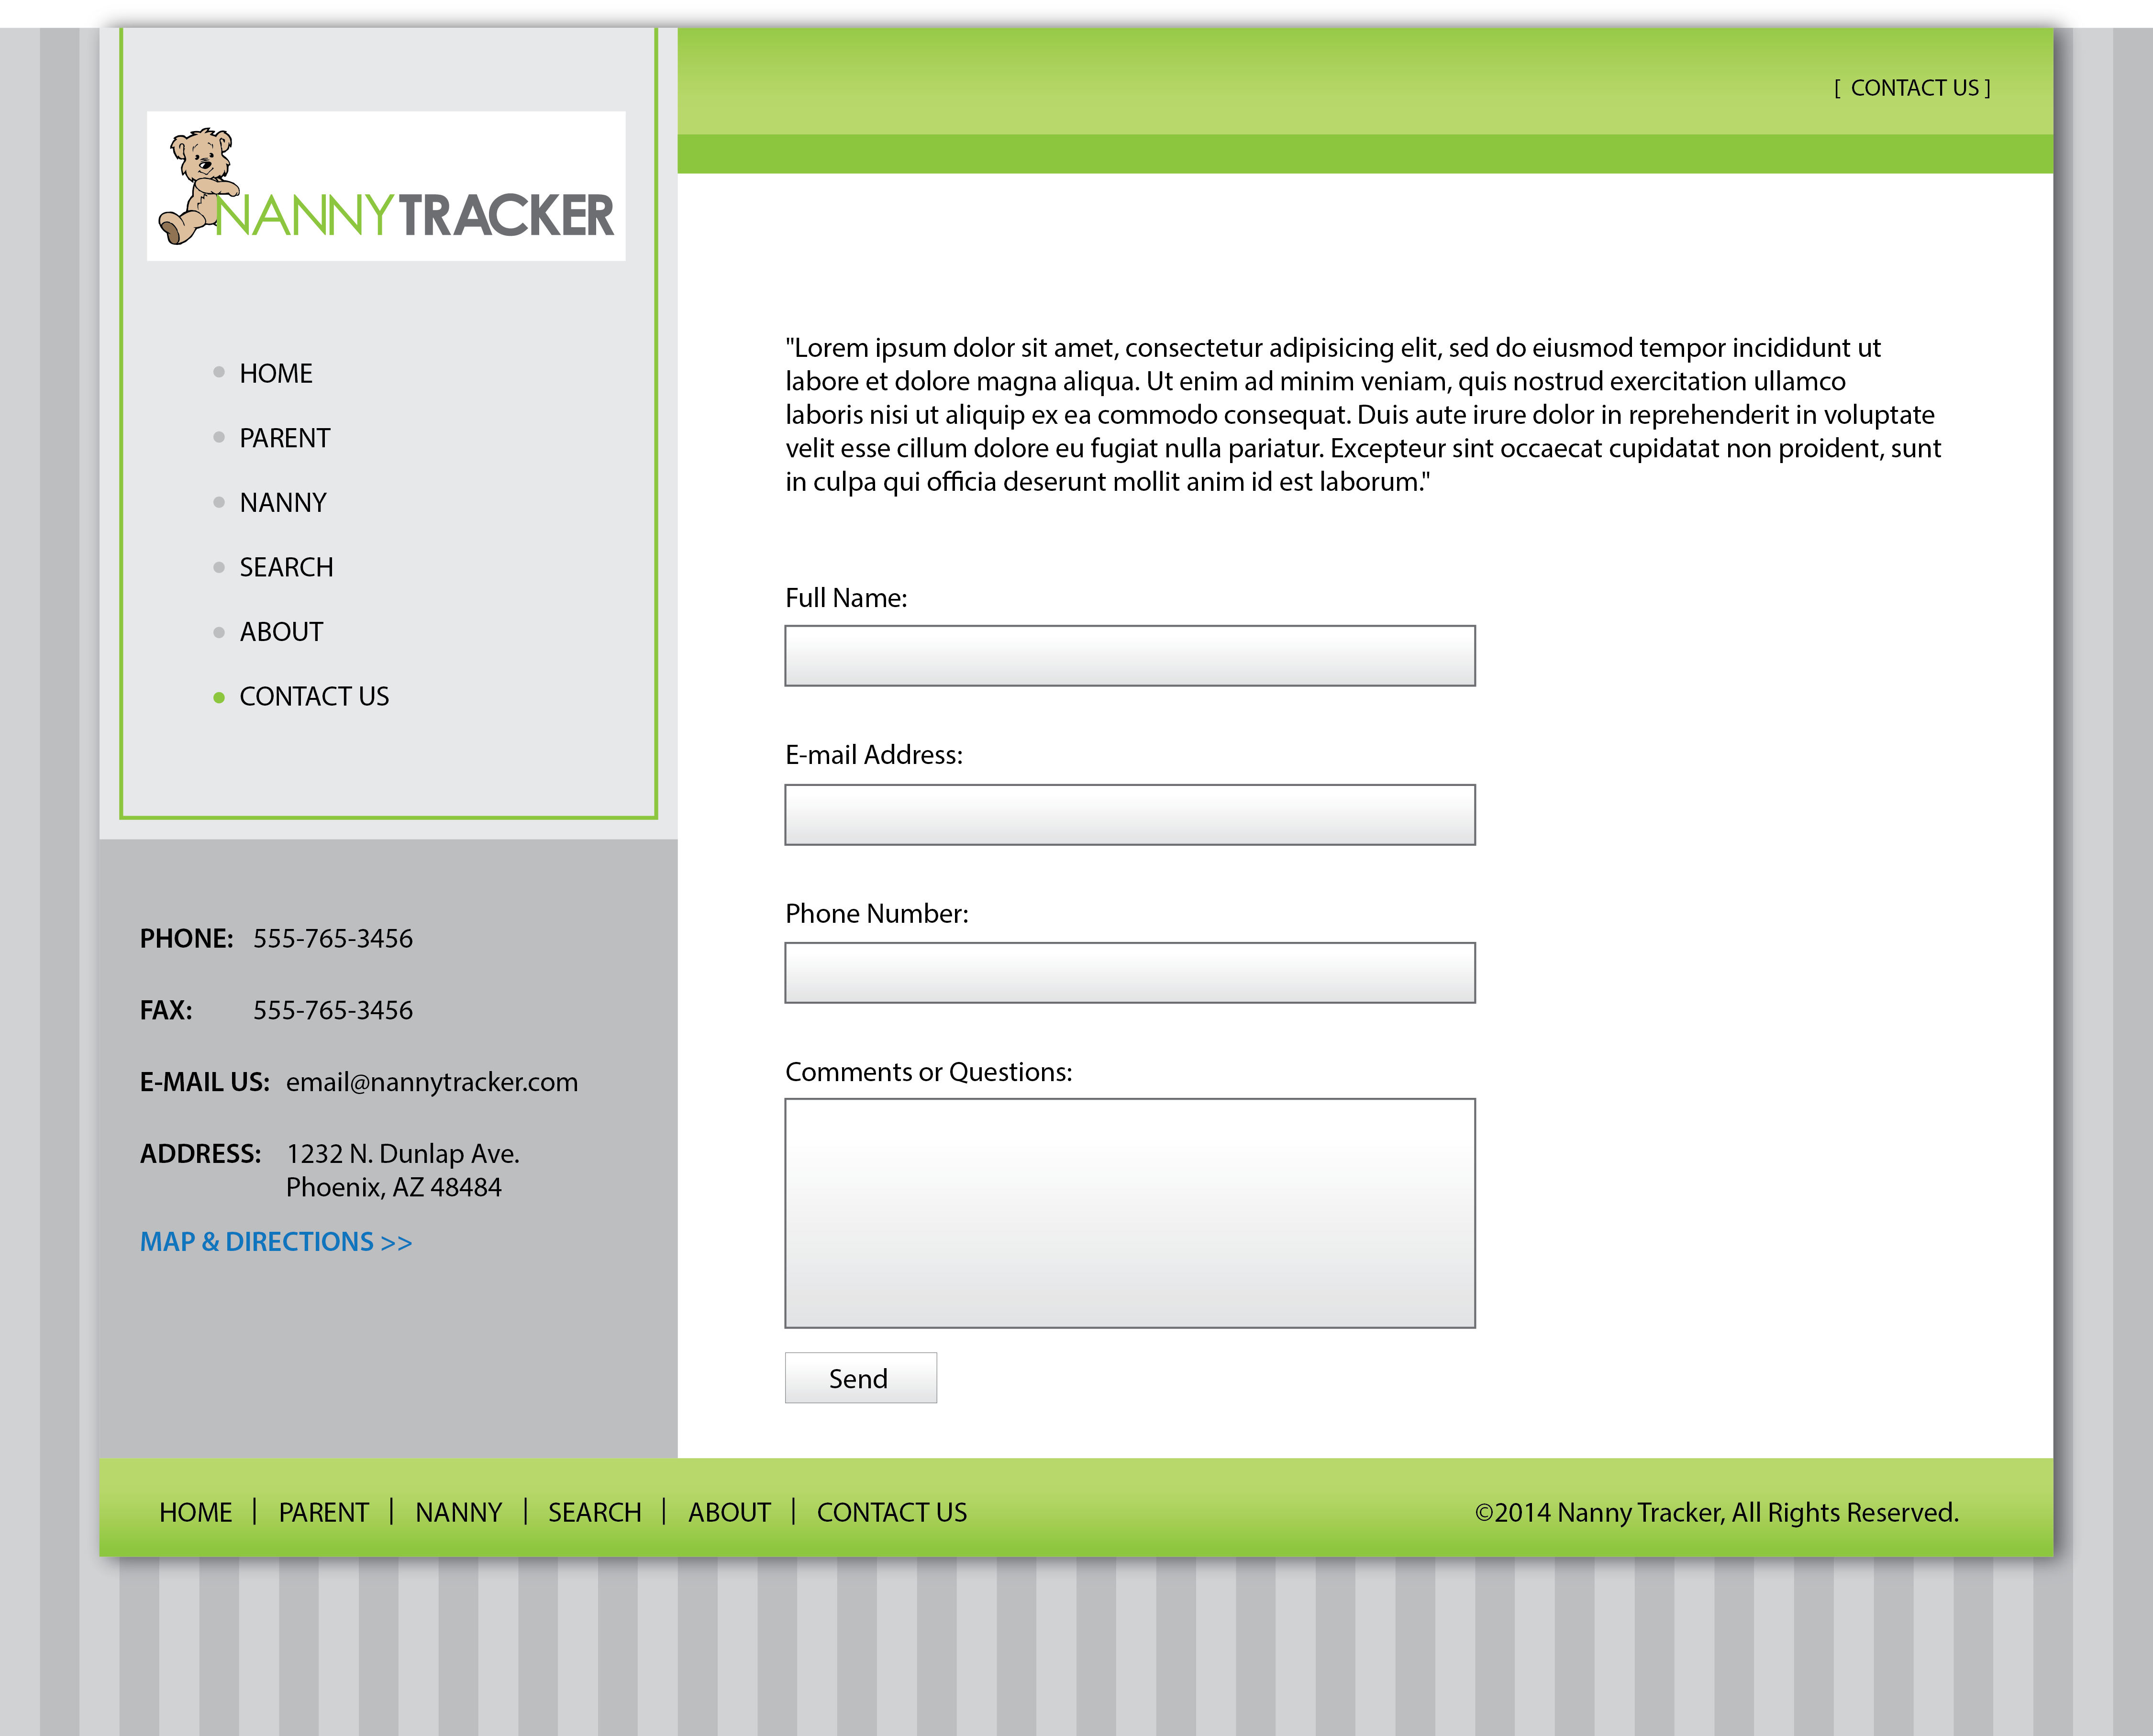 [ CONTACT US ]
NANNYTRACKER
HOME
PARENT
NANNY
SEARCH
ABOUT
CONTACT US
PHONE: 555-765-3456
FAX: 555-765-3456
E-MAIL US: email@nannytracker.com
ADDRESS: 1232 N. Dunlap Ave.
Phoenix, AZ 48484
MAP & DIRECTIONS >>
"Lorem ipsum dolor sit amet, consectetur adipisicing elit, sed do eiusmod tempor incididunt ut
labore et dolore magna aliqua. Ut enim ad minim veniam, quis nostrud exercitation ullamco
laboris nisi ut aliquip ex ea commodo consequat. Duis aute irure dolor in reprehenderit in voluptate
velit esse cillum dolore eu fugiat nulla pariatur. Excepteur sint occaecat cupidatat non proident, sunt
in culpa qui officia deserunt mollit anim id est laborum."
Full Name:
E-mail Address:
Phone Number:
Comments or Questions:
Send
HOME | PARENT | NANNY | SEARCH | ABOUT | CONTACT US
©2014 Nanny Tracker, All Rights Reserved.